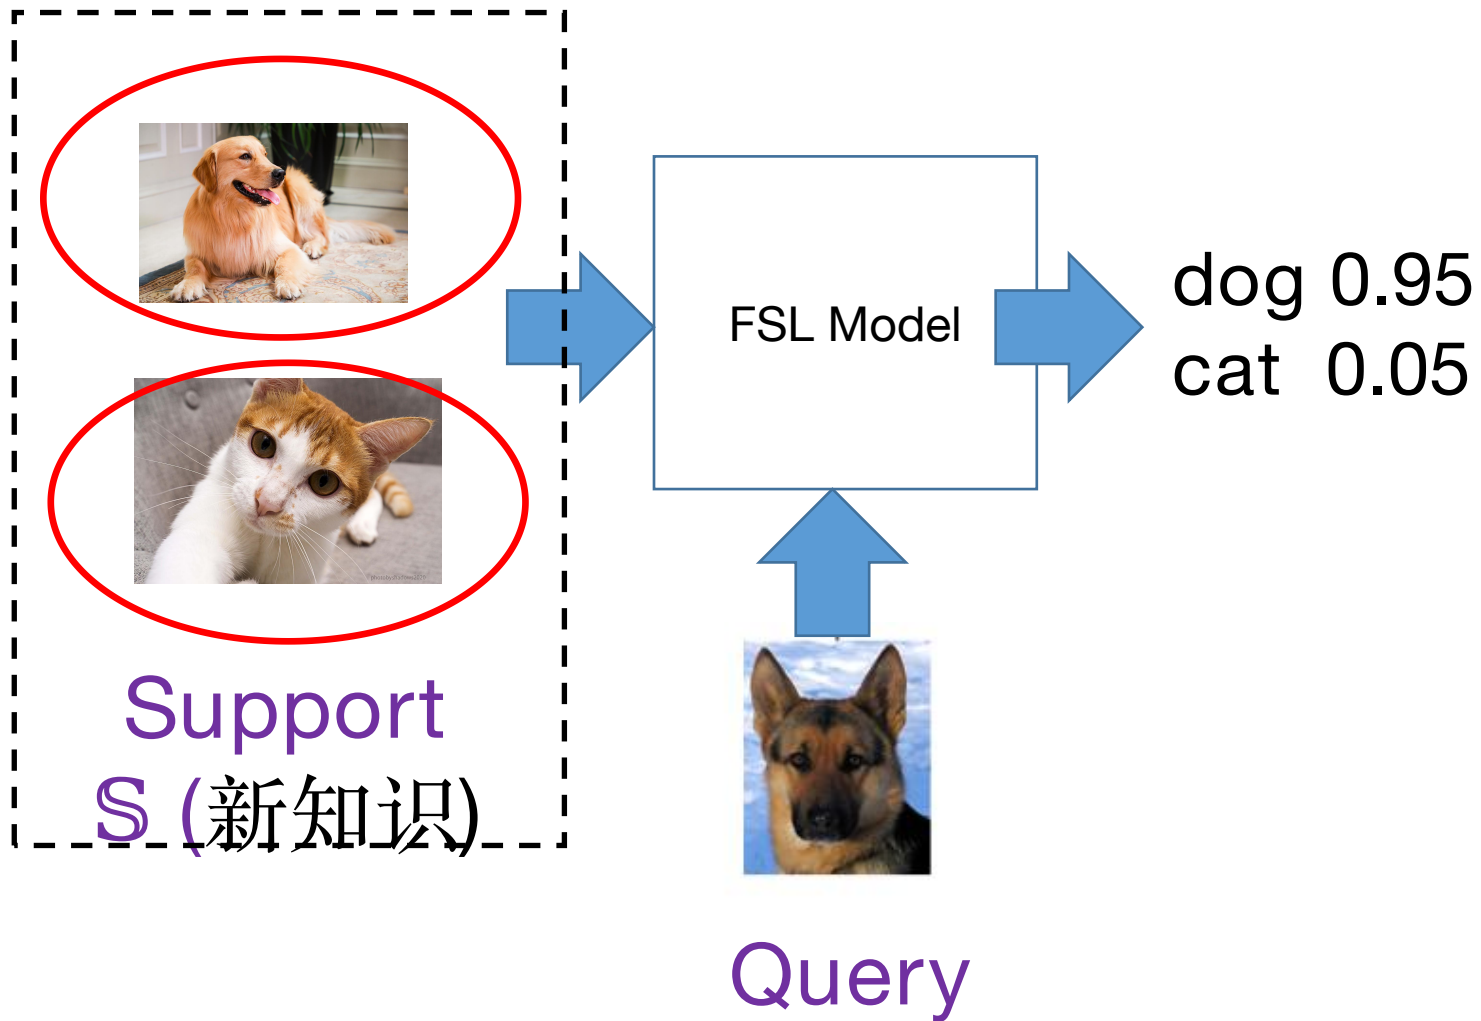 Support
𝕊 (新知识)
FSL Model
dog 0.95
cat 0.05
Query